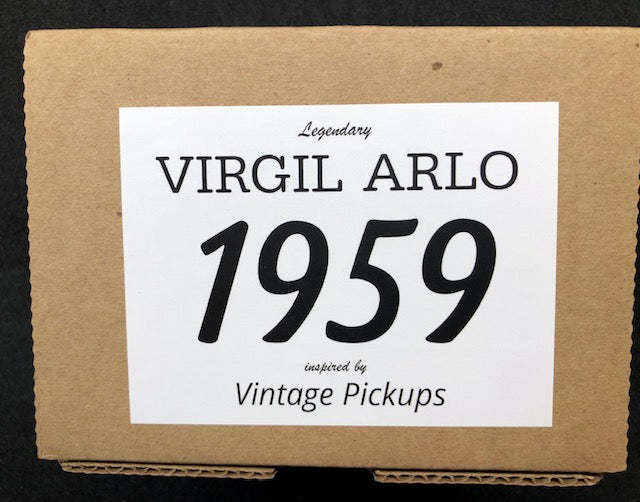 Legendary
VIRGIL ARLO
1959
inspired by
Vintage Pickups